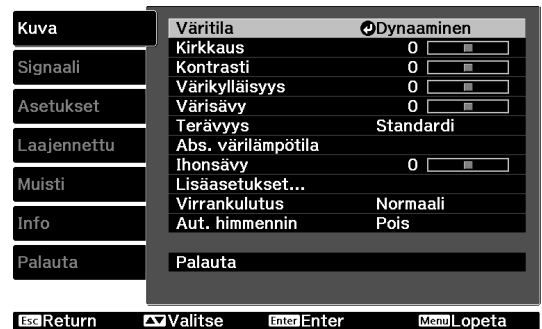 Kuva
Signaali
Asetukset
Laajennettu
Muisti
Info
Palauta
Väritila Dynaaminen
Kirkkaus 0
Kontrasti 0
Värikylläisyys 0
Värisävy 0
Terävyys Standardi
Abs. värilämpötila
Ihonsävy 0
Lisäasetukset...
Virrankulutus Normaali
Aut. himmennin Pois
Palauta
Esc Return Valitse Enter Enter Menu Lopeta